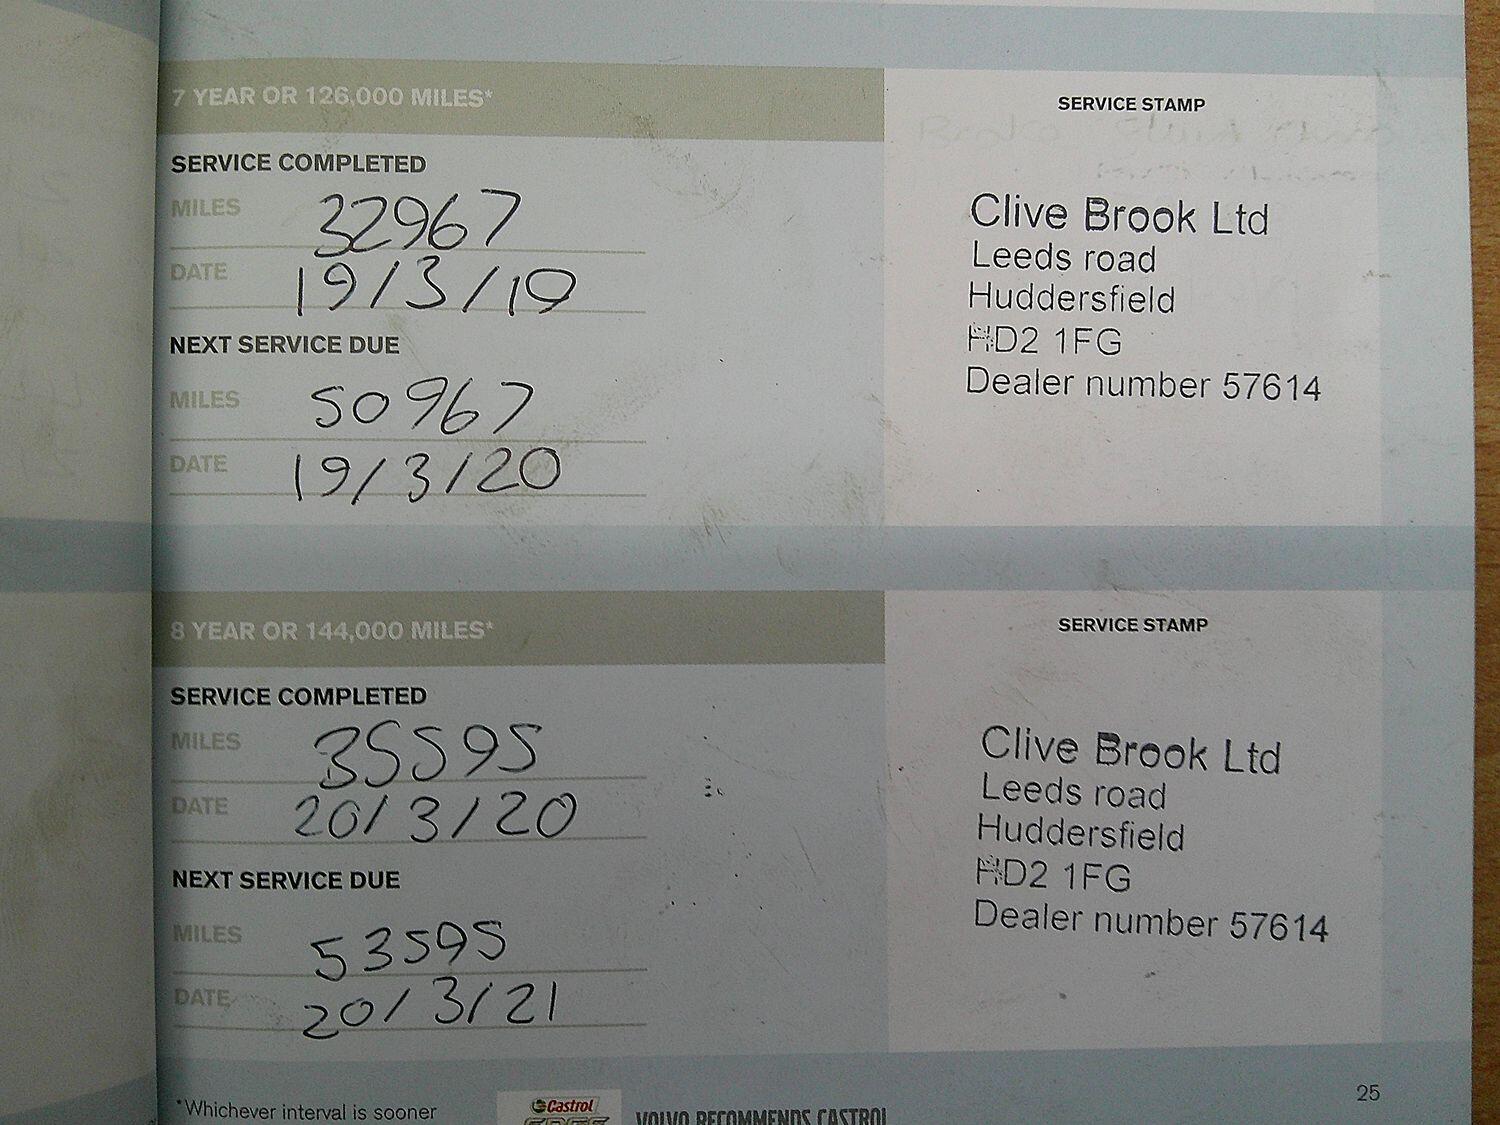 7 YEAR OR 126,000 MILES*
SERVICE STAMP
SERVICE COMPLETED
MILES 32967
DATE 19/3/19
NEXT SERVICE DUE
MILES 50967
DATE 19/3/20
Clive Brook Ltd
Leeds road
Huddersfield
HD2 1FG
Dealer number 57614
8 YEAR OR 144,000 MILES*
SERVICE STAMP
SERVICE COMPLETED
MILES 35595
DATE 20/3/20
NEXT SERVICE DUE
MILES 53595
DATE 20/3/21
Clive Brook Ltd
Leeds road
Huddersfield
HD2 1FG
Dealer number 57614
*Whichever interval is sooner
Castrol
EDGE
VOLVO RECOMMENDS CASTROL
25